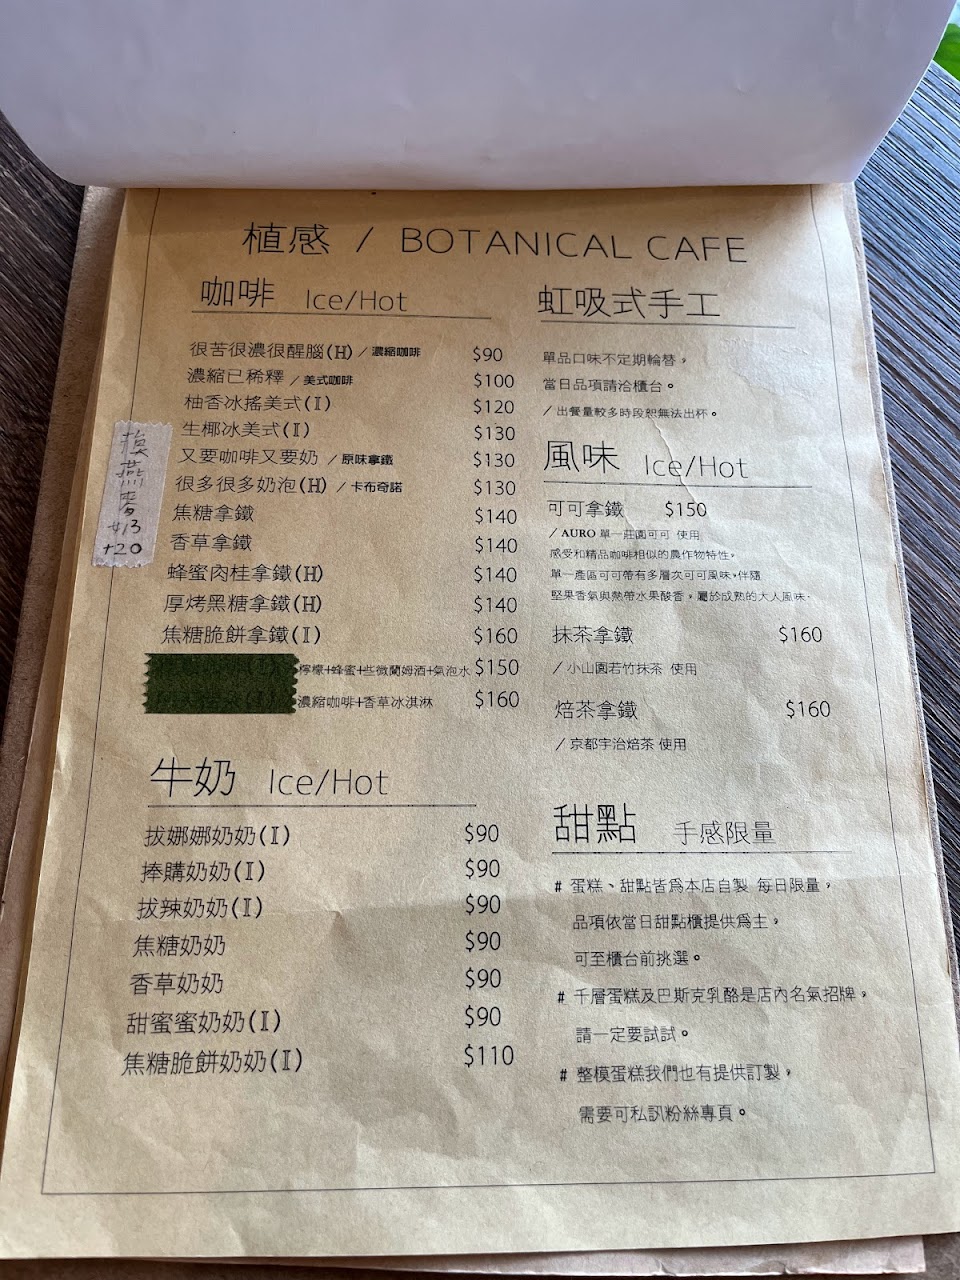 植感 / BOTANICAL CAFE
咖啡 Ice/Hot
很苦很濃很醒腦(H) / 濃縮咖啡 $90
濃縮已稀釋 / 美式咖啡 $100
柚香冰搖美式(I) $120
生椰冰美式(I) $130
又要咖啡又要奶 / 原味拿鐵 $130
很多很多奶泡(H) / 卡布奇諾 $130
焦糖拿鐵 $140
香草拿鐵 $140
蜂蜜肉桂拿鐵(H) $140
厚烤黑糖拿鐵(H) $140
焦糖脆餅拿鐵(I) $160
檸檬+蜂蜜+些微蘭姆酒+氣泡水 $150
濃縮咖啡+香草冰淇淋 $160
換
燕
麥
+20
牛奶 Ice/Hot
拔娜娜奶奶(I) $90
捧購奶奶(I) $90
拔辣奶奶(I) $90
焦糖奶奶 $90
香草奶奶 $90
甜蜜蜜奶奶(I) $90
焦糖脆餅奶奶(I) $110
虹吸式手工
單品口味不定期輪替，
當日品項請洽櫃台。
/ 出餐量較多時段恕無法出杯。
風味 Ice/Hot
可可拿鐵 $150
/ AURO 單一莊園可可 使用
感受和精品咖啡相似的農作物特性。
單一產區可可帶有多層次可可風味，伴隨
堅果香氣與熱帶水果酸香，屬於成熟的大人風味.
抹茶拿鐵 $160
/ 小山園若竹抹茶 使用
焙茶拿鐵 $160
/ 京都宇治焙茶 使用
甜點 手感限量
# 蛋糕、甜點皆為本店自製 每日限量，
品項依當日甜點櫃提供為主，
可至櫃台前挑選。
# 千層蛋糕及巴斯克乳酪是店內名氣招牌，
請一定要試試。
# 整模蛋糕我們也有提供訂製，
需要可私訊粉絲專頁。